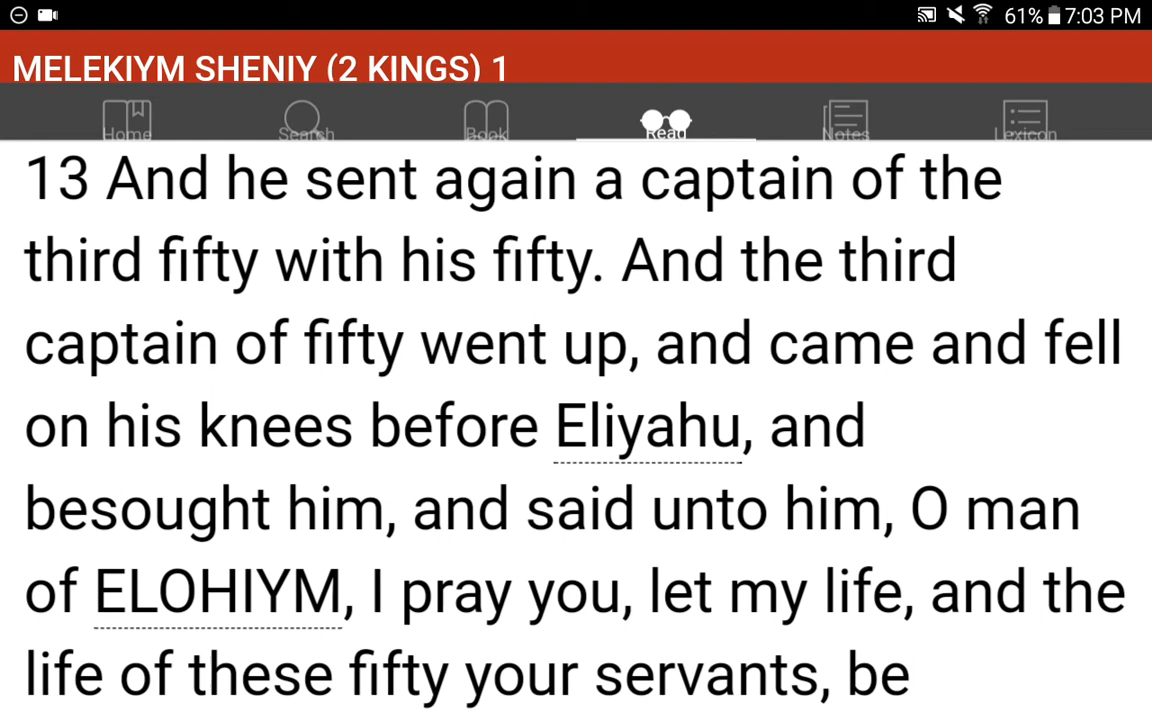 61% 7:03 PM
MELEKIYM SHENIY (2 KINGS) 1
Home Search Book Read Notes Lexicon
13 And he sent again a captain of the
third fifty with his fifty. And the third
captain of fifty went up, and came and fell
on his knees before Eliyahu, and
besought him, and said unto him, O man
of ELOHIYM, I pray you, let my life, and the
life of these fifty your servants, be